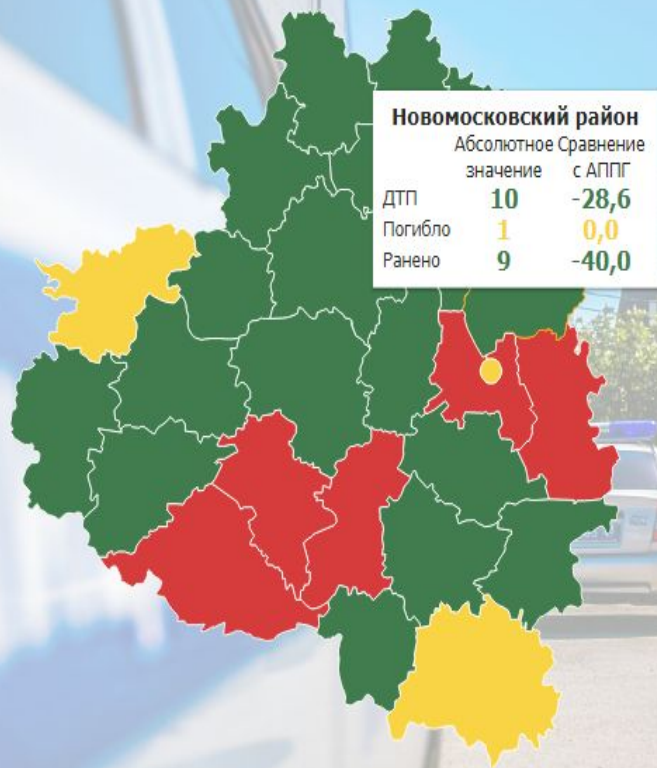 Новомосковский район
Абсолютное Сравнение
значение с АППГ
ДТП 10 -28,6
Погибло 1 0,0
Ранено 9 -40,0